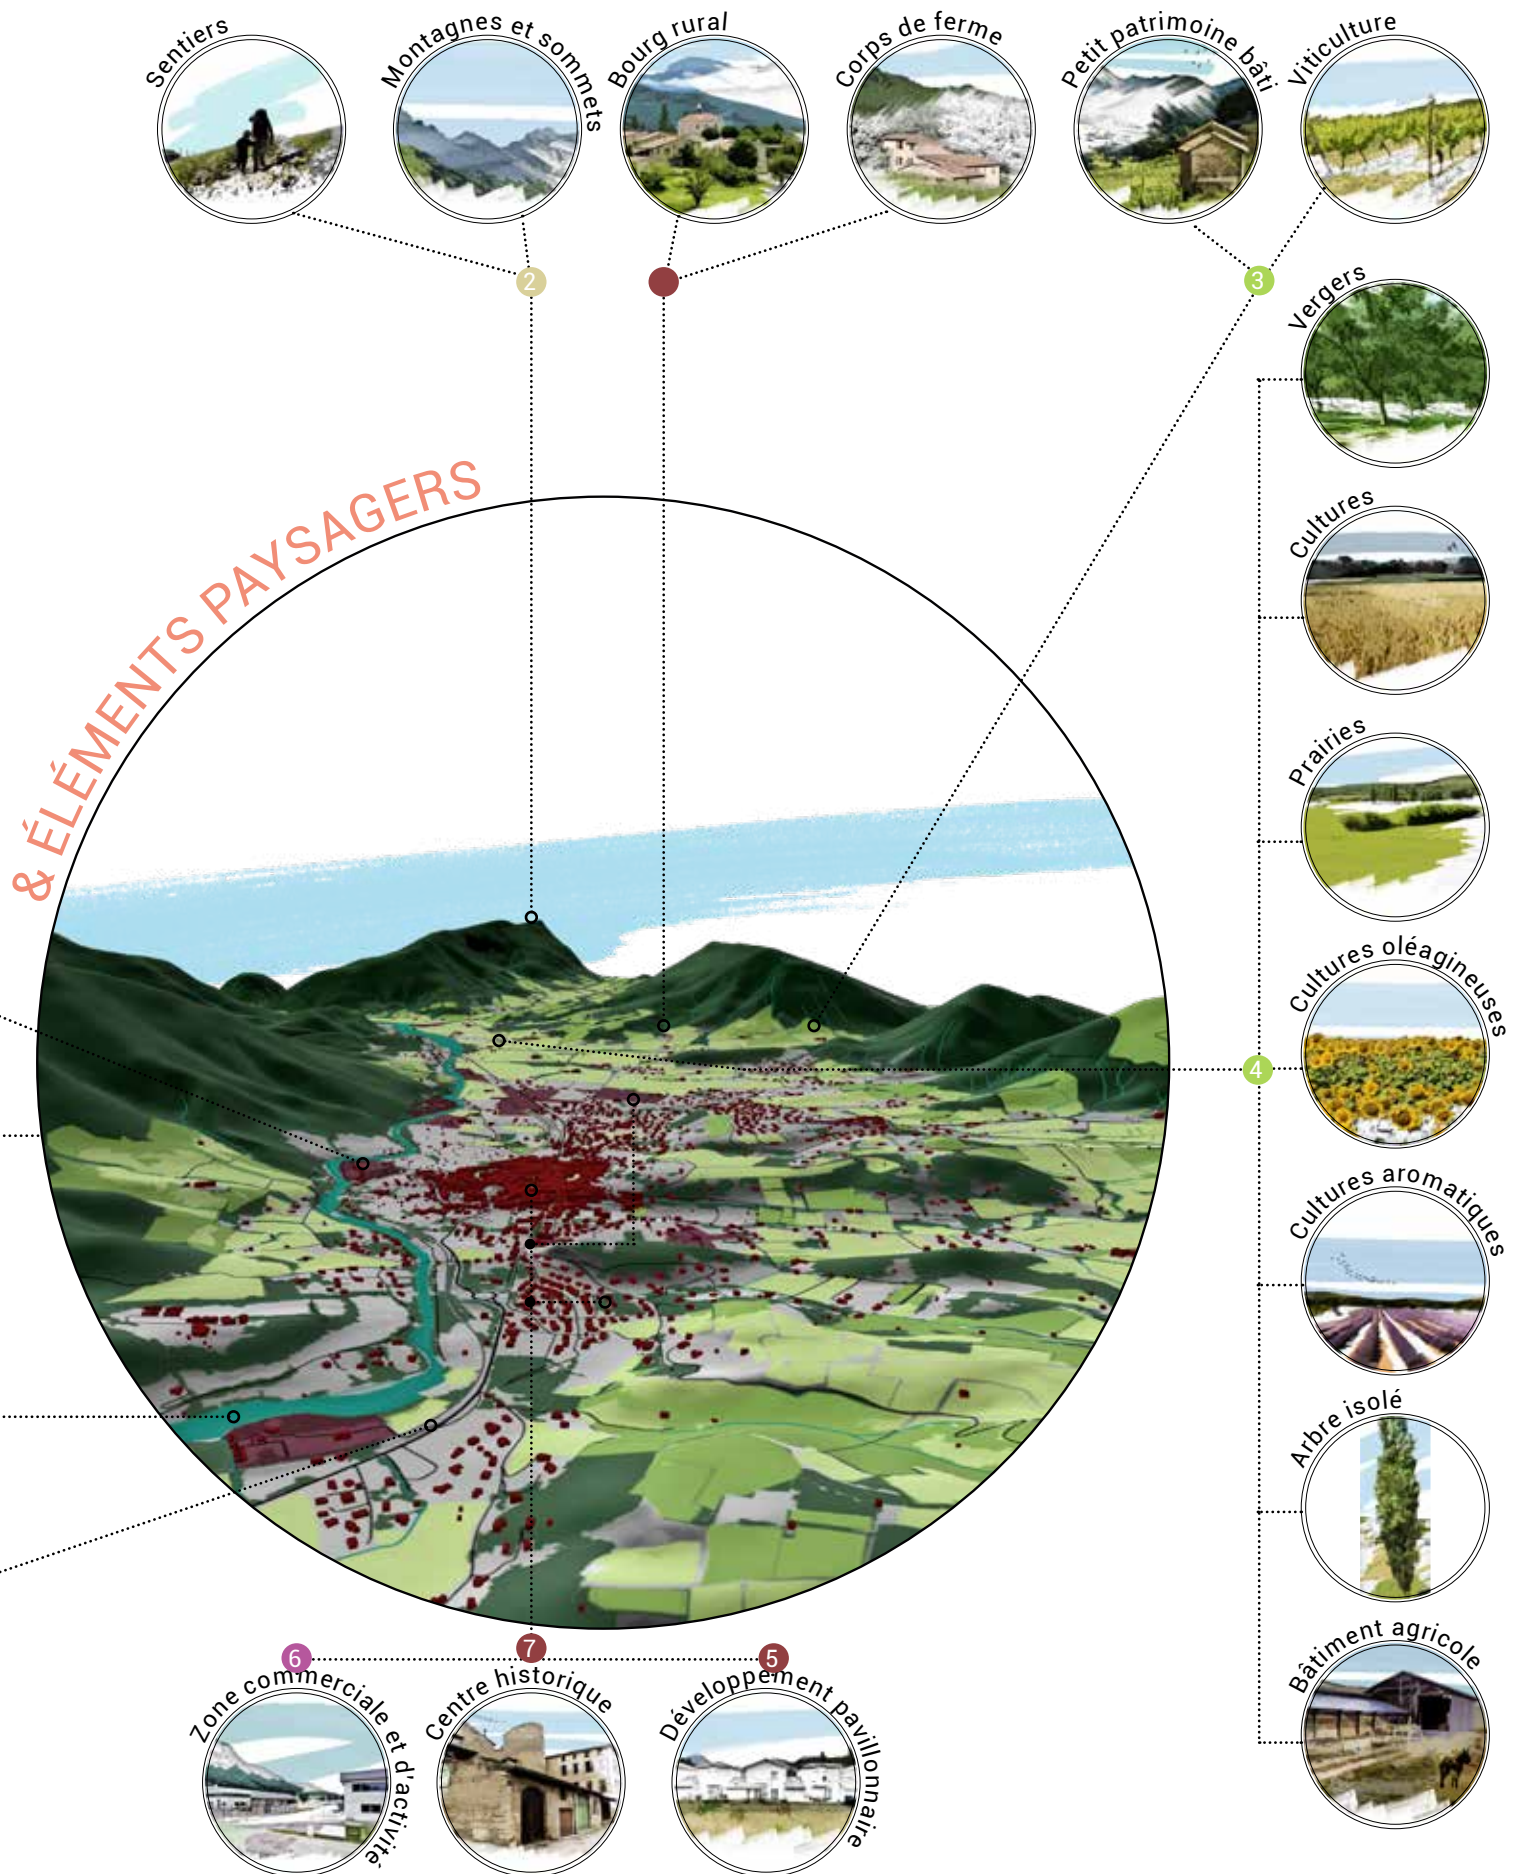 Sentiers
Montagnes et sommets
Bourg rural
Corps de ferme
Petit patrimoine bâti
Viticulture
2
3
Vergers
& ÉLÉMENTS PAYSAGERS
Cultures
Prairies
Cultures oléagineuses
4
Cultures aromatiques
Arbre isolé
Bâtiment agricole
6
7
5
Zone commerciale et d'activité
Centre historique
Développement pavillonnaire